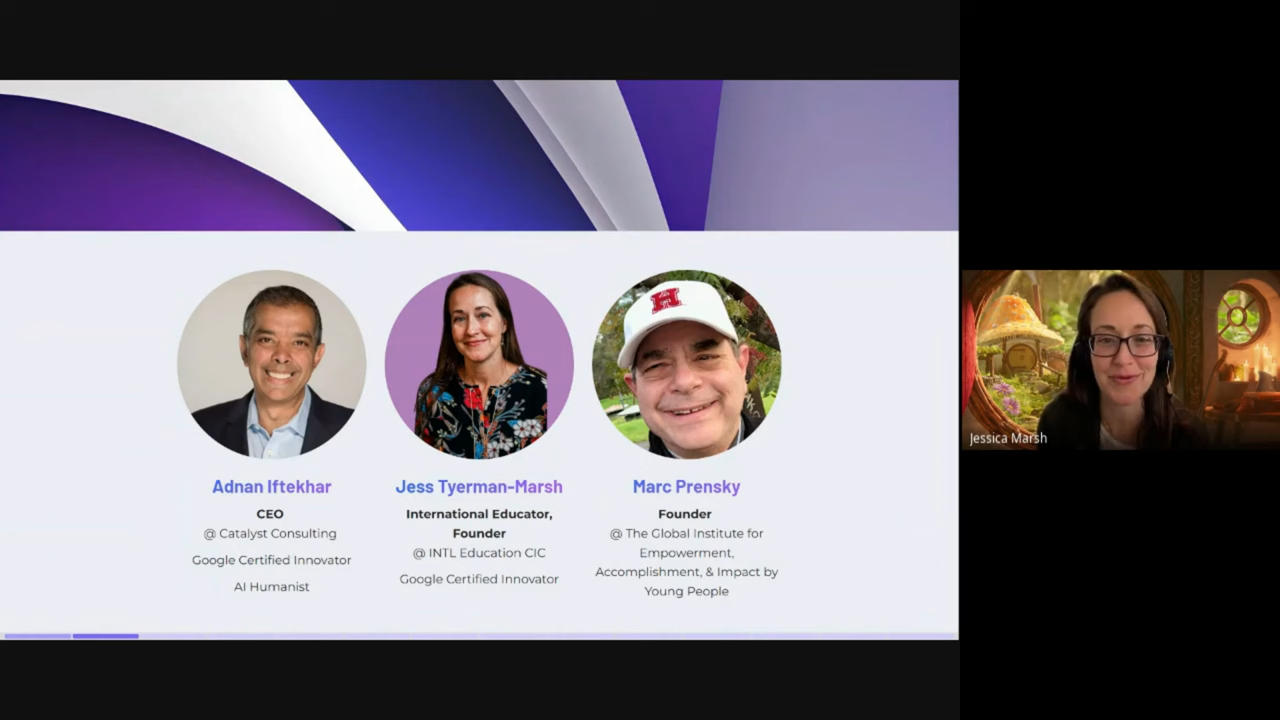 Adnan Iftekhar
CEO
@ Catalyst Consulting
Google Certified Innovator
AI Humanist
Jess Tyerman-Marsh
International Educator,
Founder
@ INTL Education CIC
Google Certified Innovator
H
Marc Prensky
Founder
@ The Global Institute for
Empowerment,
Accomplishment, & Impact by
Young People
Jessica Marsh